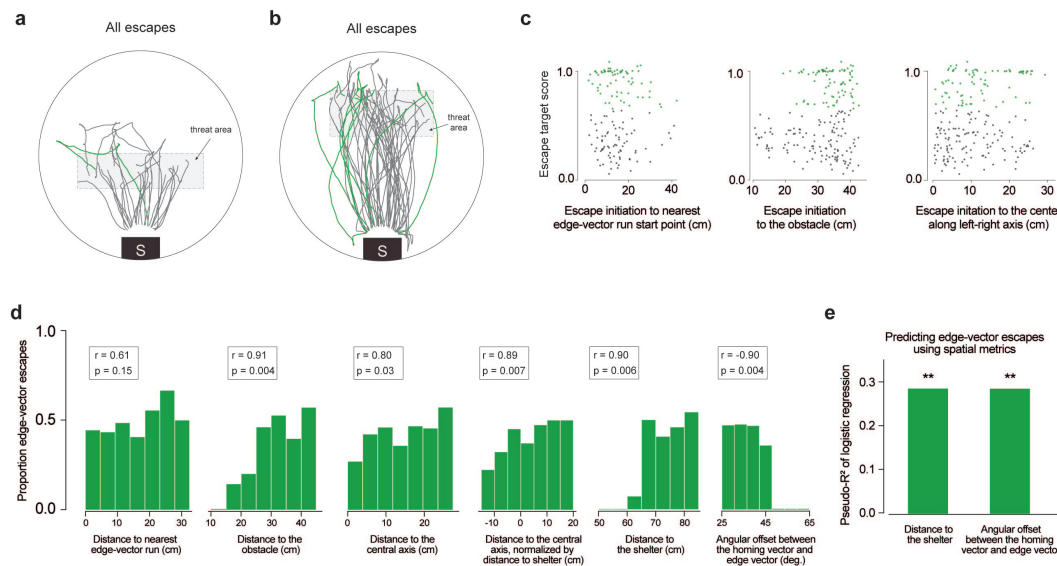 a
All escapes
threat area
S
b
All escapes
threat
area
S
c
Escape target score
1.0
0.0
0
20
40
Escape initiation to nearest
edge-vector run start point (cm)
1.0
0.0
10
20
30
40
Escape initiation
to the obstacle (cm)
1.0
0.0
0
10
20
30
Escape initation to the cente
along left-right axis (cm)
d
Proportion edge-vector escapes
1.0
0.5
0.0
r = 0.61
p = 0.15
0
10
20
30
Distance to nearest
edge-vector run (cm)
r = 0.91
p = 0.004
10
20
30
40
Distance to the
obstacle (cm)
r = 0.80
p = 0.03
0
10
20
Distance to the
central axis (cm)
r = 0.89
p = 0.007
-10
0
10
20
Distance to the central
axis, normalized by
distance to shelter (cm)
r = 0.90
p = 0.006
50
60
70
80
Distance to
the shelter (cm)
r = -0.90
p = 0.004
25
45
65
Angular offset between
the homing vector and
edge vector (deg.)
e
Predicting edge-vector escapes
using spatial metrics
Pseudo-R² of logistic regression
0.3
0.2
0.1
0
**
**
Distance to
the shelter
Angular offset
between the homing
vector and edge vecto